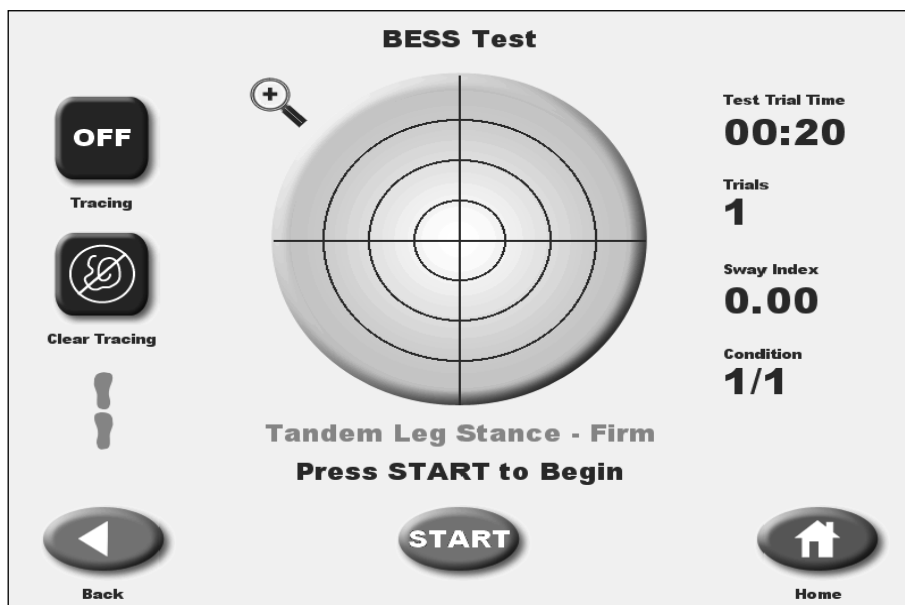 BESS Test
OFF
Tracing
Clear Tracing
Test Trial Time
00:20
Trials
1
Sway Index
0.00
Condition
1/1
Tandem Leg Stance - Firm
Press START to Begin
Back
START
Home